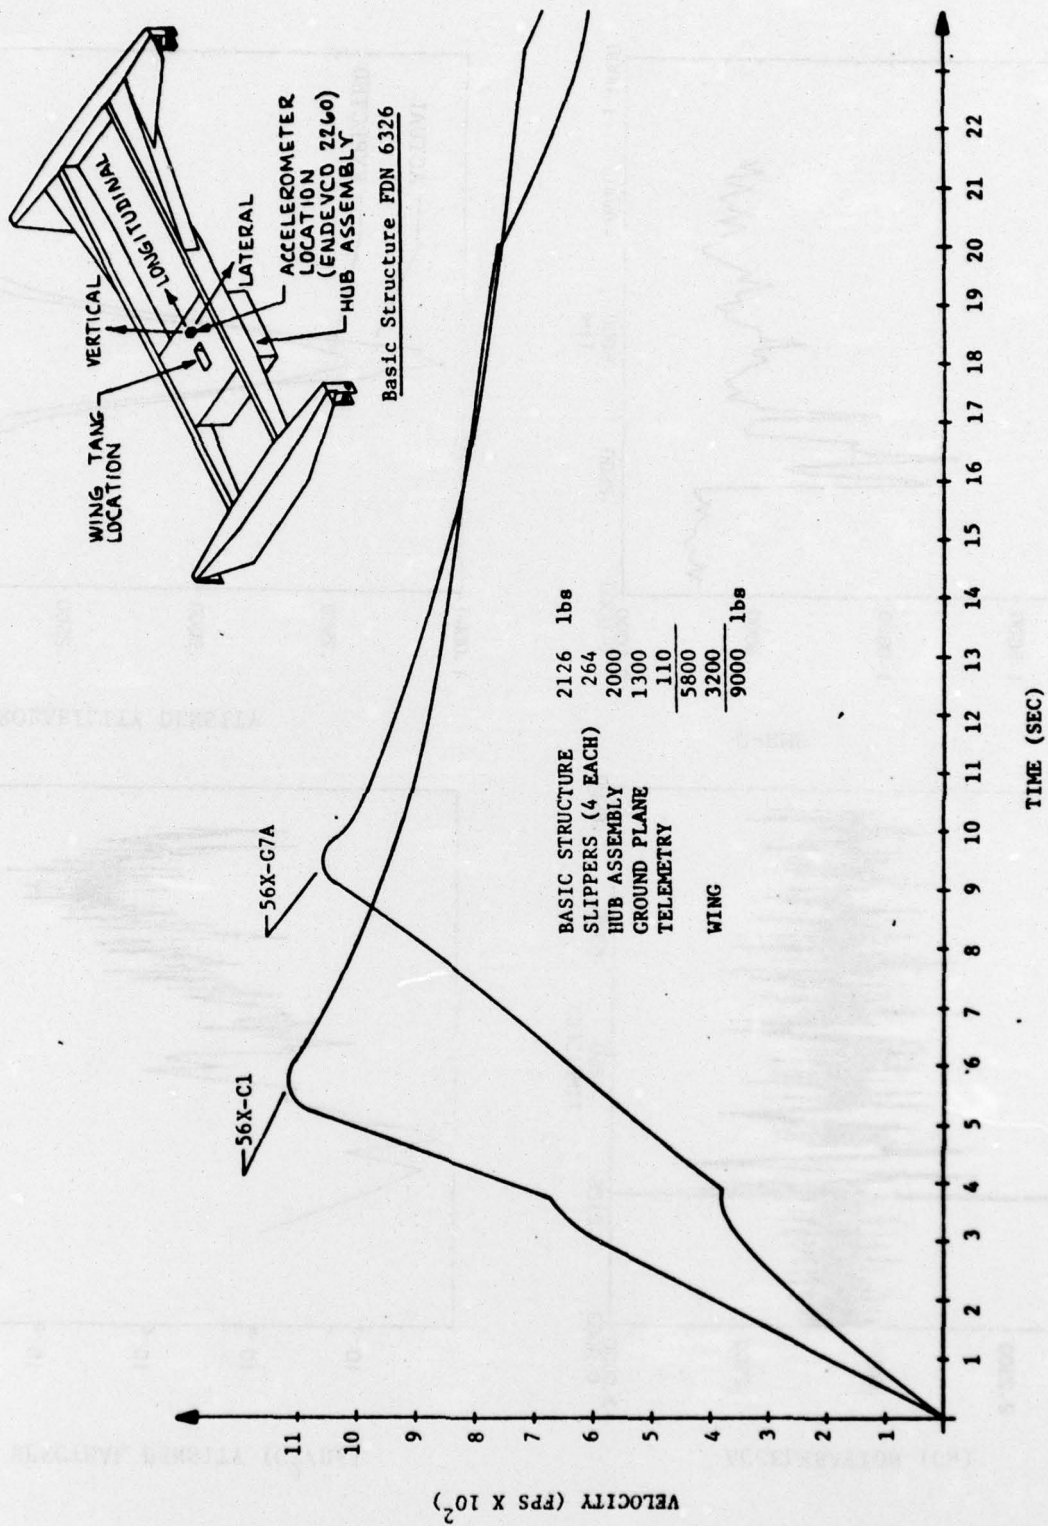 WING TANG
LOCATION
VERTICAL
LONGITUDINAL
LATERAL
ACCELEROMETER
LOCATION
(ENDEVCO 2260)
HUB ASSEMBLY
Basic Structure FDN 6326
56X-C1
56X-G7A
BASIC STRUCTURE 2126 lbs
SLIPPERS (4 EACH) 264
HUB ASSEMBLY 2000
GROUND PLANE 1300
TELEMETRY 110
5800
WING 3200
9000 lbs
VELOCITY (FPS X 10²)
11
10
9
8
7
6
5
4
3
2
1
1 2 3 4 5 6 7 8 9 10 11 12 13 14 15 16 17 18 19 20 21 22
TIME (SEC)